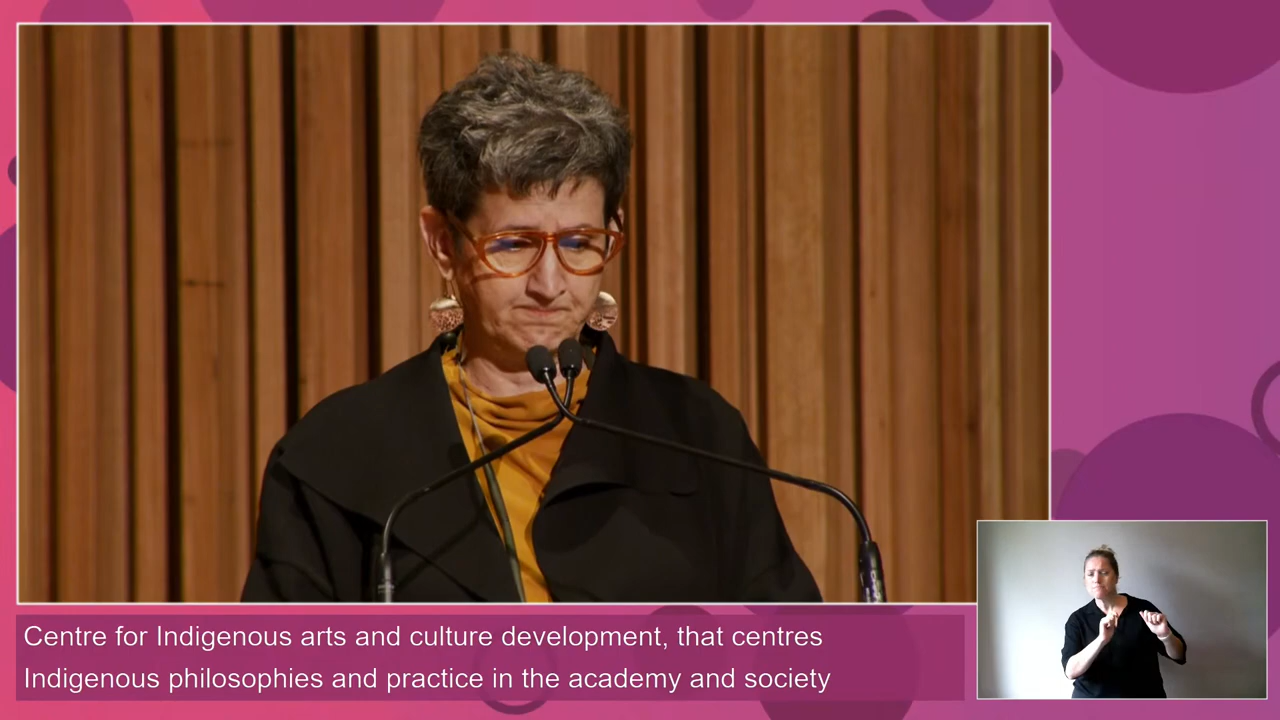 Centre for Indigenous arts and culture development, that centres
Indigenous philosophies and practice in the academy and society